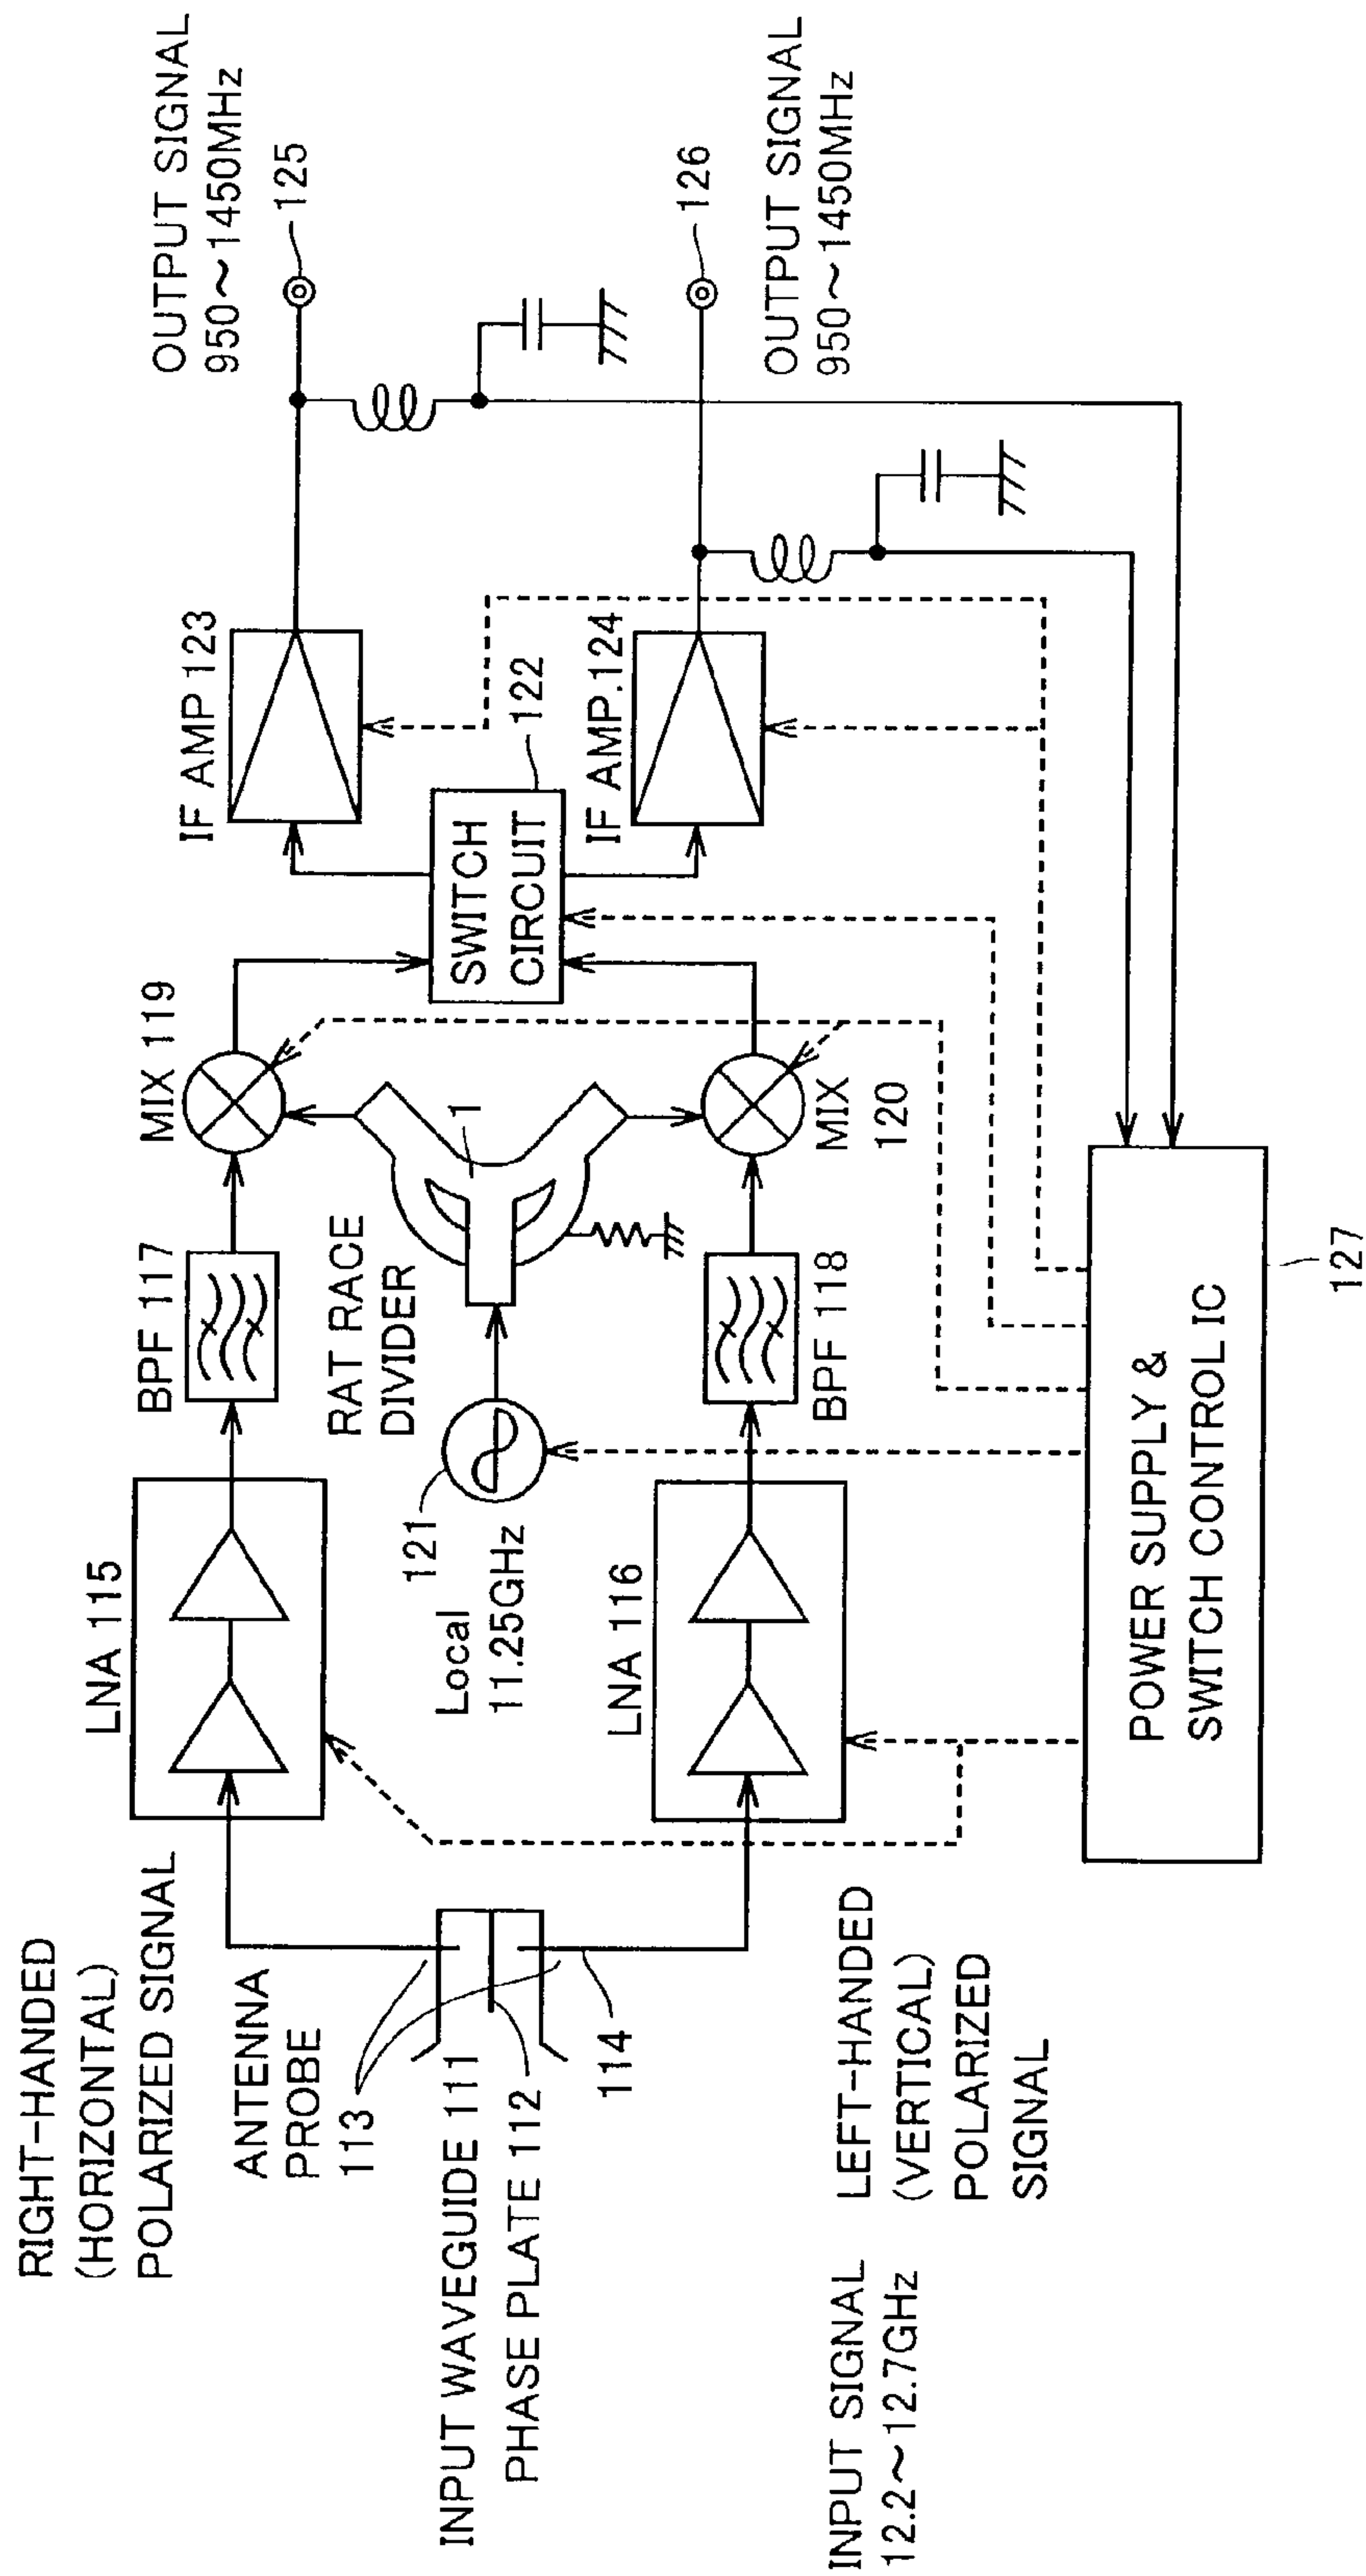 RIGHT-HANDED
(HORIZONTAL)
POLARIZED SIGNAL
ANTENNA
PROBE
113
INPUT WAVEGUIDE 111
PHASE PLATE 112
114
INPUT SIGNAL
12.2~12.7GHz
LEFT-HANDED
(VERTICAL)
POLARIZED
SIGNAL
LNA 115
LNA 116
121
Local
11.25GHz
BPF 117
RAT RACE
DIVIDER
1
BPF 118
MIX 119
MIX
120
SWITCH
CIRCUIT
122
IF AMP 123
IF AMP.124
OUTPUT SIGNAL
950~1450MHz
125
126
OUTPUT SIGNAL
950~1450MHz
POWER SUPPLY &
SWITCH CONTROL IC
127